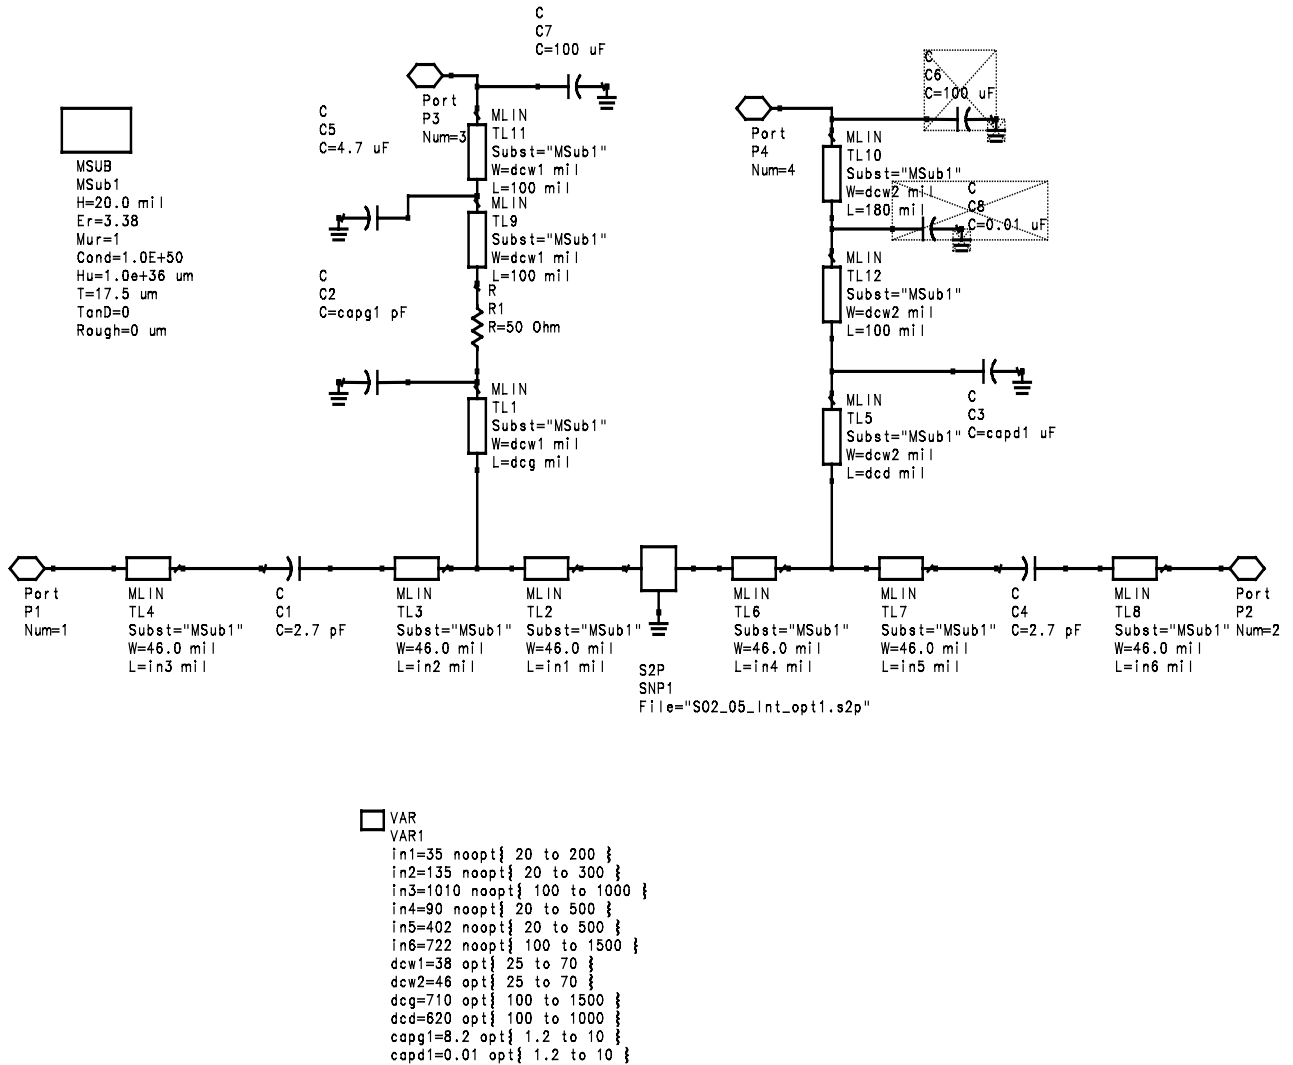 C
C7
C=100 uF
C
C6
C=100 uF
Port
P3
Num=3
MLIN
TL11
Subst="MSub1"
W=dcw1 mil
L=100 mil
C
C5
C=4.7 uF
MSUB
MSub1
H=20.0 mil
Er=3.38
Mur=1
Cond=1.0E+50
Hu=1.0e+36 um
T=17.5 um
TanD=0
Rough=0 um
Port
P4
Num=4
MLIN
TL10
Subst="MSub1"
W=dcw2 mil
L=180 mil
C
C8
C=0.01 uF
MLIN
TL9
Subst="MSub1"
W=dcw1 mil
L=100 mil
C
C2
C=capg1 pF
R
R1
R=50 Ohm
MLIN
TL12
Subst="MSub1"
W=dcw2 mil
L=100 mil
MLIN
TL1
Subst="MSub1"
W=dcw1 mil
L=dcg mil
MLIN
TL5
Subst="MSub1"
W=dcw2 mil
L=dcd mil
C
C3
C=capd1 uF
Port
P1
Num=1
MLIN
TL4
Subst="MSub1"
W=46.0 mil
L=in3 mil
C
C1
C=2.7 pF
MLIN
TL3
Subst="MSub1"
W=46.0 mil
L=in2 mil
MLIN
TL2
Subst="MSub1"
W=46.0 mil
L=in1 mil
S2P
SNP1
File="S02_05_Int_opt1.s2p"
MLIN
TL6
Subst="MSub1"
W=46.0 mil
L=in4 mil
MLIN
TL7
Subst="MSub1"
W=46.0 mil
L=in5 mil
C
C4
C=2.7 pF
MLIN
TL8
Subst="MSub1"
W=46.0 mil
L=in6 mil
Port
P2
Num=2
VAR
VAR1
in1=35 noopt{ 20 to 200 }
in2=135 noopt{ 20 to 300 }
in3=1010 noopt{ 100 to 1000 }
in4=90 noopt{ 20 to 500 }
in5=402 noopt{ 20 to 500 }
in6=722 noopt{ 100 to 1500 }
dcw1=38 opt{ 25 to 70 }
dcw2=46 opt{ 25 to 70 }
dcg=710 opt{ 100 to 1500 }
dcd=620 opt{ 100 to 1000 }
capg1=8.2 opt{ 1.2 to 10 }
capd1=0.01 opt{ 1.2 to 10 }